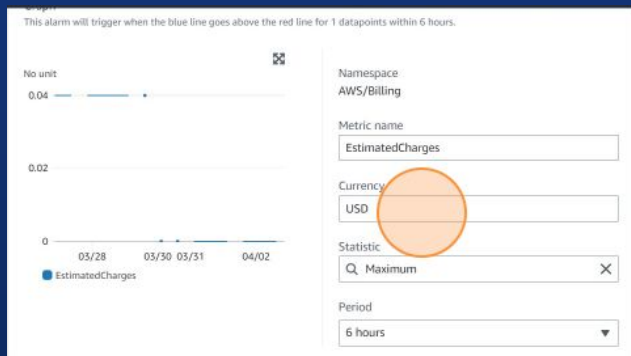 Graph
This alarm will trigger when the blue line goes above the red line for 1 datapoints within 6 hours.
No unit
0.04
0.02
0
03/28 03/30 03/31 04/02
EstimatedCharges
Namespace
AWS/Billing
Metric name
EstimatedCharges
Currency
USD
Statistic
Maximum
Period
6 hours